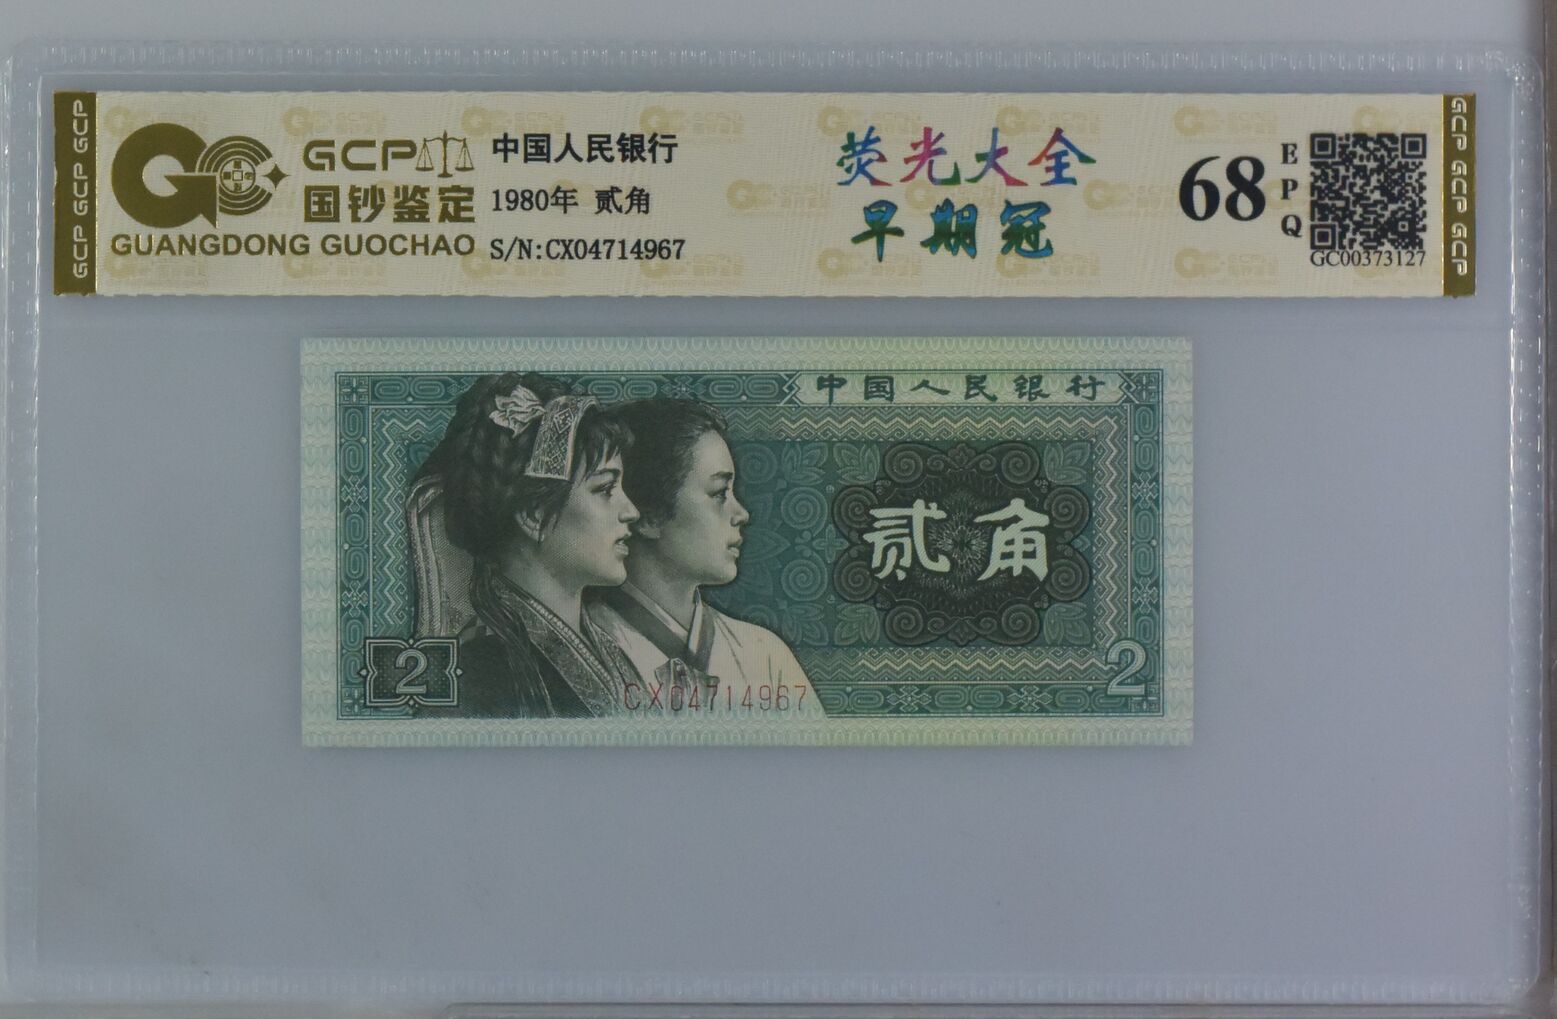 GCP GCP GCP
GCP
国钞鉴定
GUANGDONG GUOCHAO
中国人民银行
1980年 贰角
S/N:CX04714967
荧光大全
早期冠
68
E
P
Q
GC00373127
GCP GCP GCP
中国人民银行
贰角
2
CX04714967
2